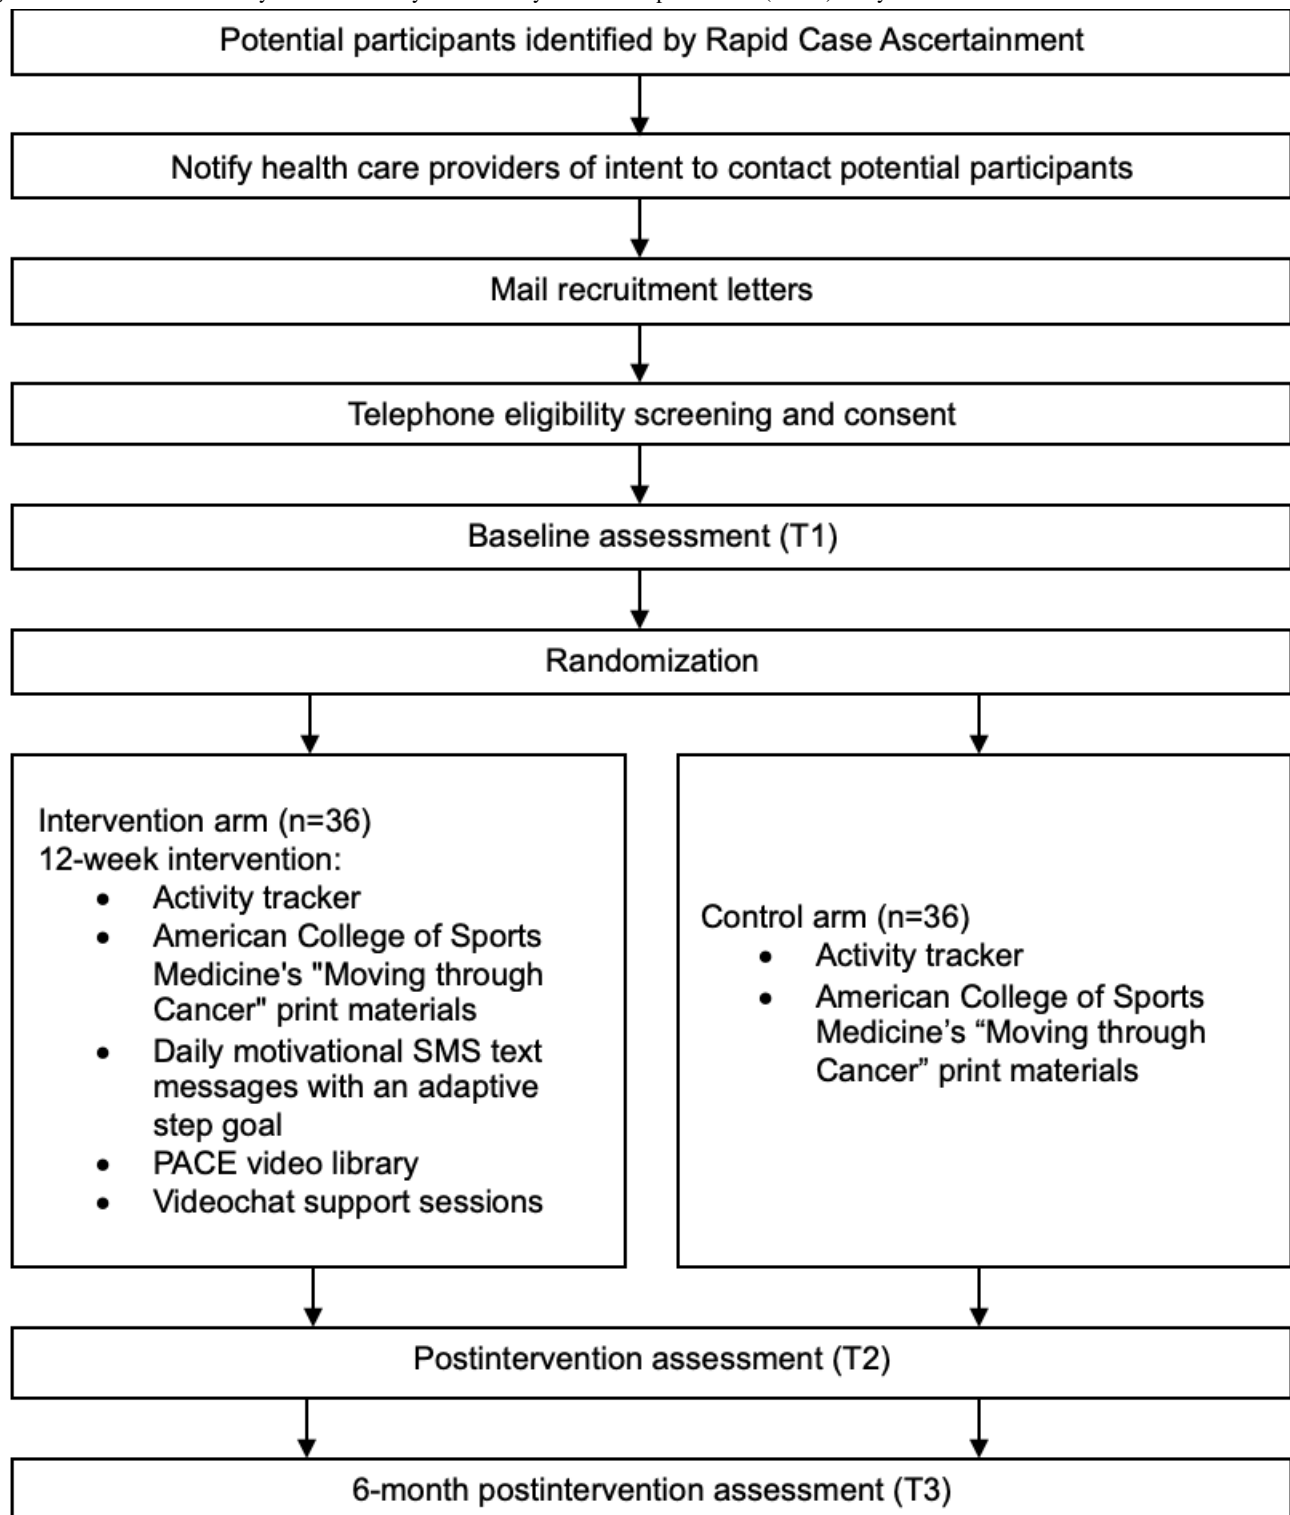 Potential participants identified by Rapid Case Ascertainment
Notify health care providers of intent to contact potential participants
Mail recruitment letters
Telephone eligibility screening and consent
Baseline assessment (T1)
Randomization
Intervention arm (n=36)
12-week intervention:
• Activity tracker
• American College of Sports
Medicine's "Moving through
Cancer" print materials
• Daily motivational SMS text
messages with an adaptive
step goal
• PACE video library
• Videochat support sessions
Control arm (n=36)
• Activity tracker
• American College of Sports
Medicine’s “Moving through
Cancer” print materials
Postintervention assessment (T2)
6-month postintervention assessment (T3)